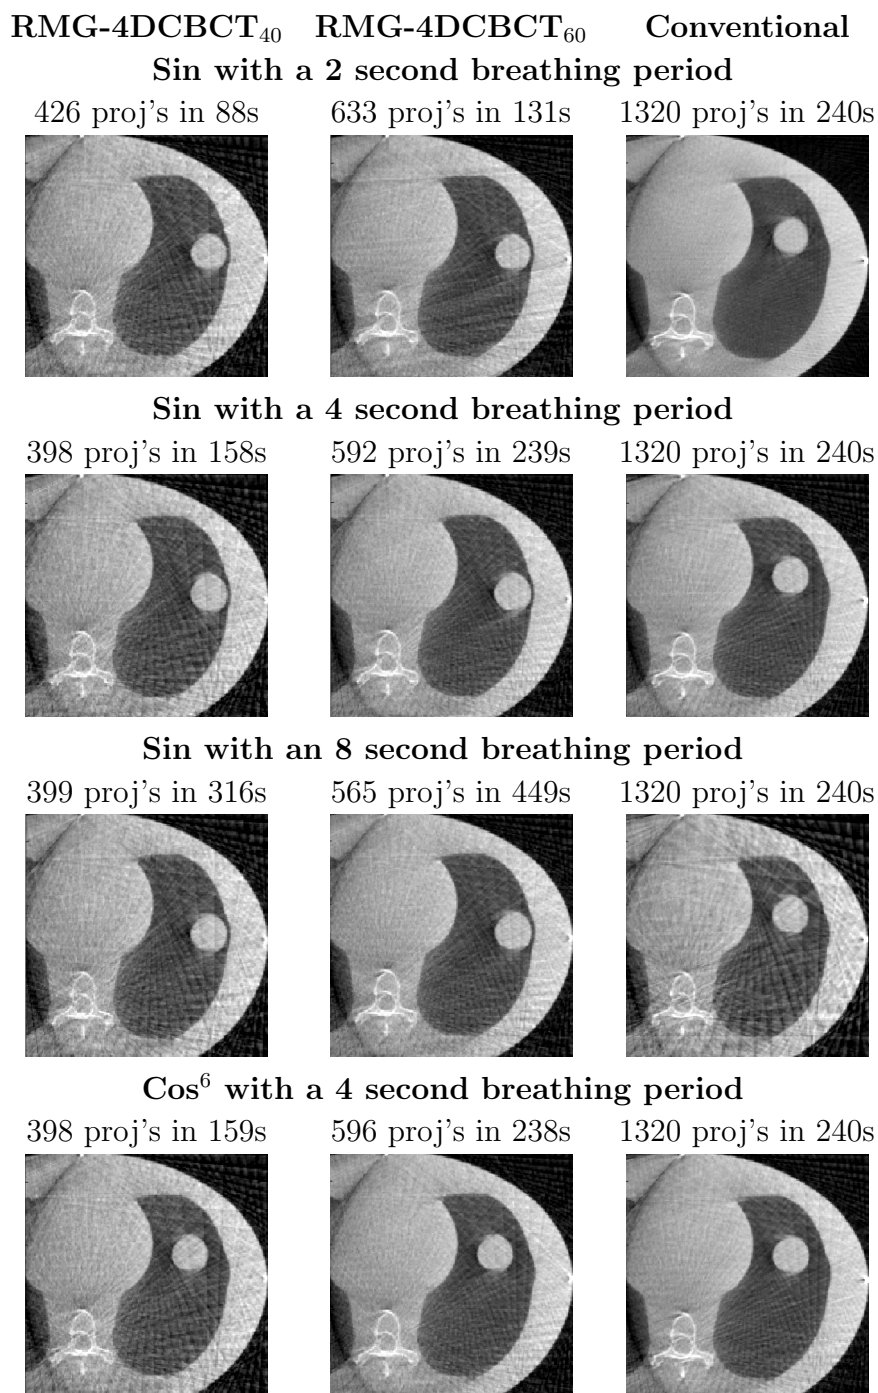 RMG-4DCBCT₄₀ RMG-4DCBCT₆₀ Conventional
Sin with a 2 second breathing period
426 proj's in 88s 633 proj's in 131s 1320 proj's in 240s
Sin with a 4 second breathing period
398 proj's in 158s 592 proj's in 239s 1320 proj's in 240s
Sin with an 8 second breathing period
399 proj's in 316s 565 proj's in 449s 1320 proj's in 240s
Cos⁶ with a 4 second breathing period
398 proj's in 159s 596 proj's in 238s 1320 proj's in 240s